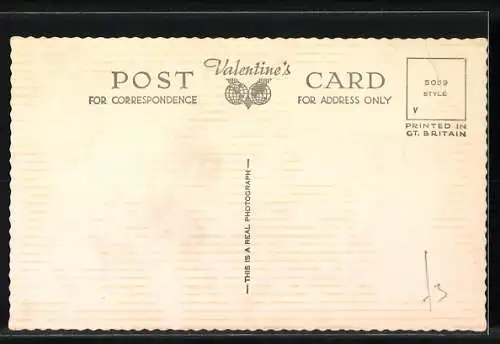 Valentine's
POST CARD
FOR CORRESPONDENCE FOR ADDRESS ONLY
5089
STYLE
V
PRINTED IN
GT. BRITAIN
THIS IS A REAL PHOTOGRAPH